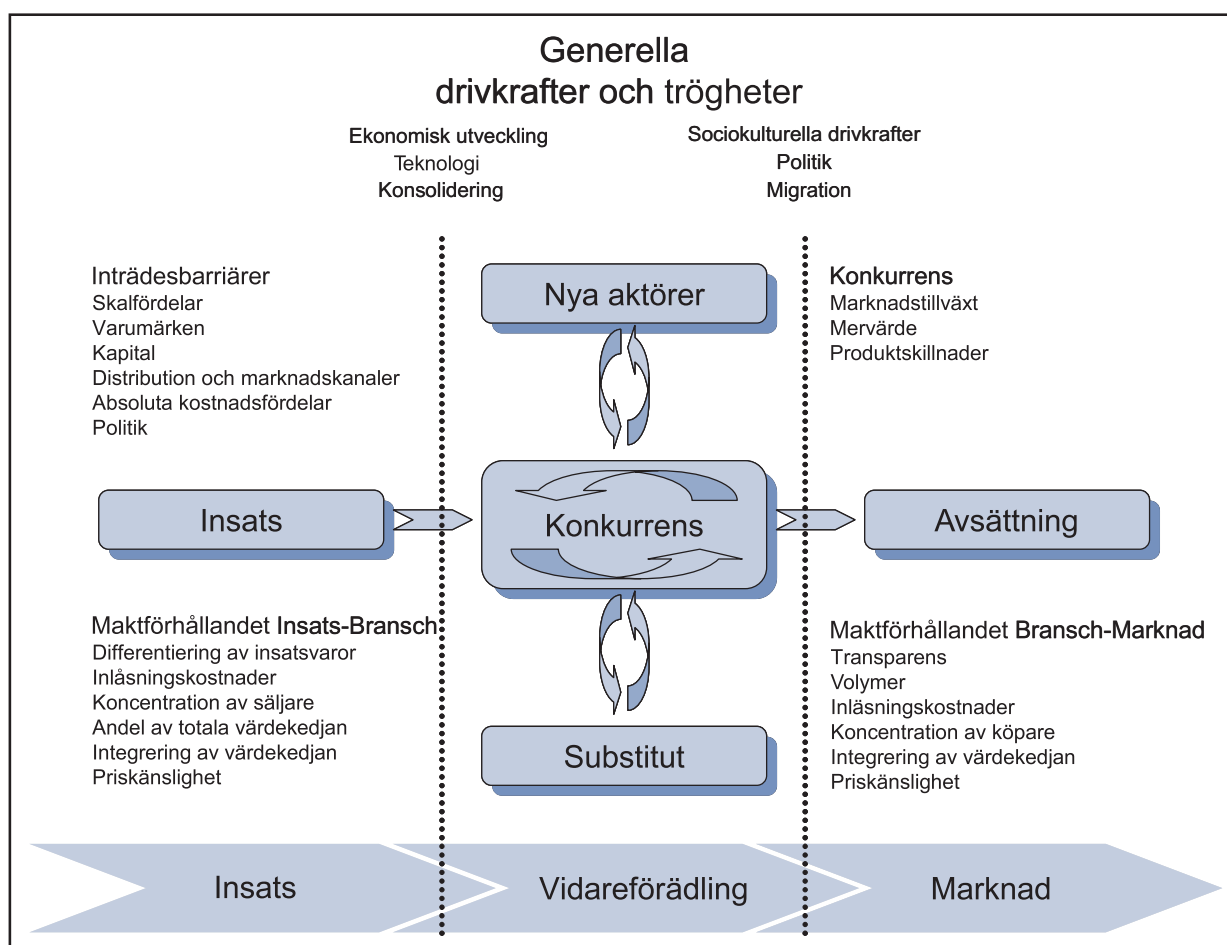 Generella
drivkrafter och trögheter
Ekonomisk utveckling
Teknologi
Konsolidering
Sociokulturella drivkrafter
Politik
Migration
Inträdesbarriärer
Skalfördelar
Varumärken
Kapital
Distribution och marknadskanaler
Absoluta kostnadsfördelar
Politik
Nya aktörer
Konkurrens
Marknadstillväxt
Mervärde
Produktskillnader
Insats
Konkurrens
Avsättning
Maktförhållandet Insats-Bransch
Differentiering av insatsvaror
Inlåsningskostnader
Koncentration av säljare
Andel av totala värdekedjan
Integrering av värdekedjan
Priskänslighet
Substitut
Maktförhållandet Bransch-Marknad
Transparens
Volymer
Inläsningskostnader
Koncentration av köpare
Integrering av värdekedjan
Priskänslighet
Insats
Vidareförädling
Marknad